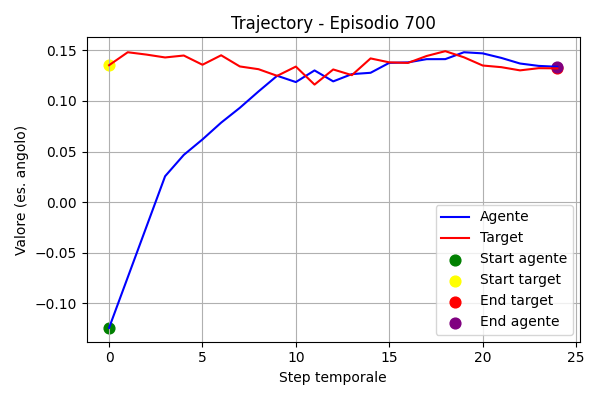 Trajectory - Episodio 700
Valore (es. angolo)
0.15
0.10
0.05
0.00
−0.05
−0.10
0
5
10
15
20
25
Step temporale
Agente
Target
Start agente
Start target
End target
End agente